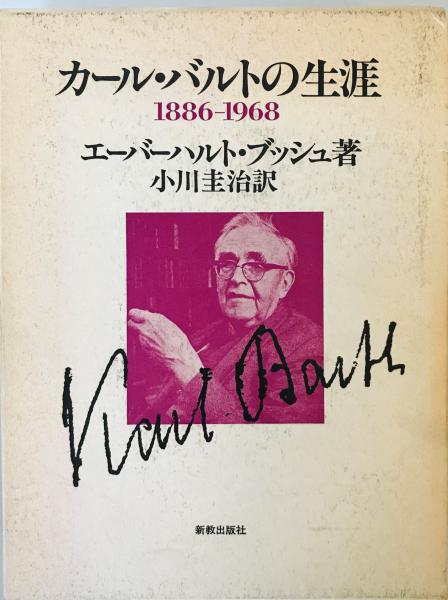 カール・バルトの生涯
1886–1968
エーバーハルト・ブッシュ著
小川圭治訳
Karl Barth
新教出版社